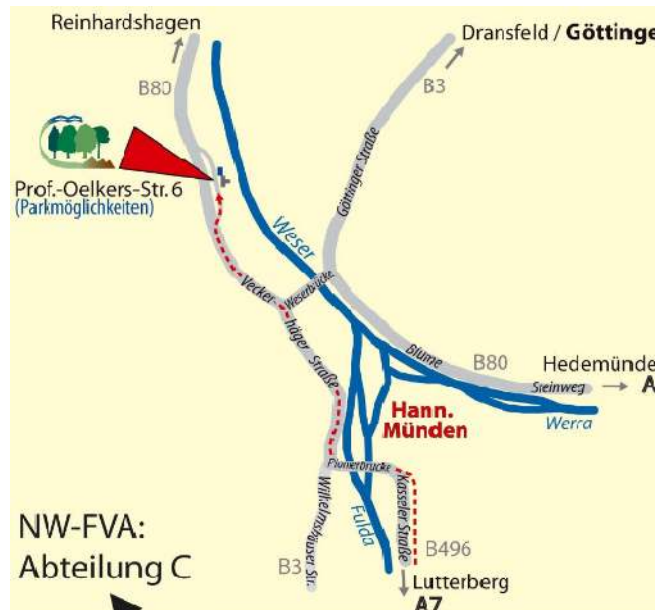 Reinhardshagen
Dransfeld / Göttinge
B80
B3
Göttinger Straße
Prof.-Oelkers-Str. 6
(Parkmöglichkeiten)
Weser
Vecker-
häger Straße
Weserbrücke
Blume
B80
Hedemünde
A
Steinweg
Werra
Hann.
Münden
Pionierbrücke
Kasseler Straße
Wilhelmshäuser Str.
Fulda
NW-FVA:
Abteilung C
B3
B496
Lutterberg
A7